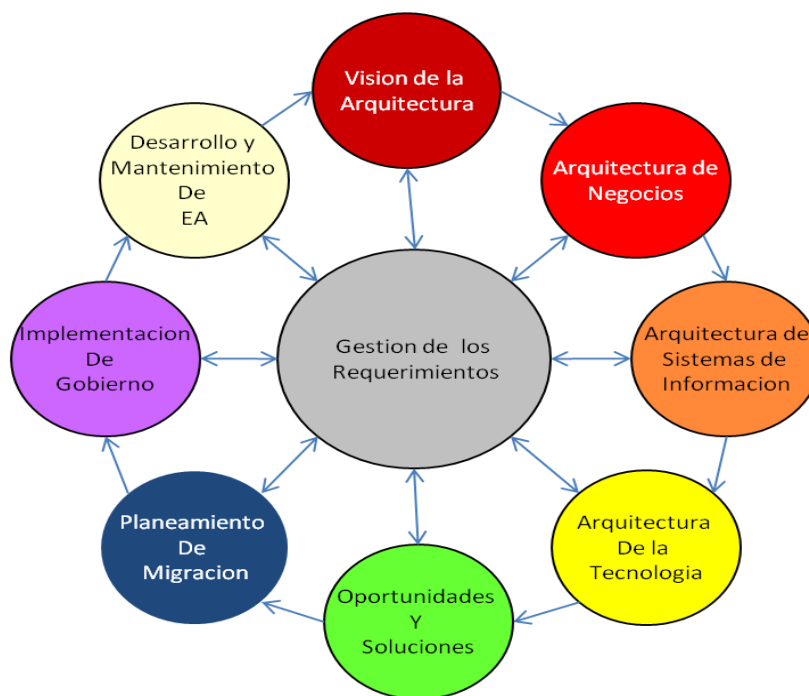 Vision de la
Arquitectura
Arquitectura de
Negocios
Arquitectura de
Sistemas de
Informacion
Arquitectura
De la
Tecnologia
Oportunidades
Y
Soluciones
Planeamiento
De
Migracion
Implementacion
De
Gobierno
Desarrollo y
Mantenimiento
De
EA
Gestion de los
Requerimientos